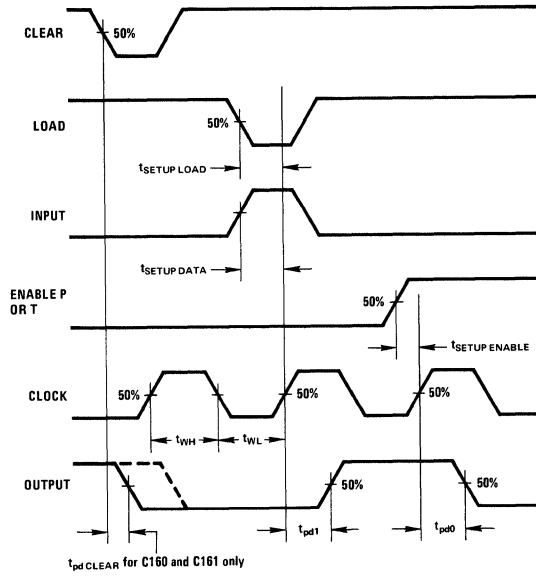 CLEAR
50%
LOAD
50%
tSETUP LOAD
INPUT
tSETUP DATA
ENABLE P
OR T
50%
tSETUP ENABLE
CLOCK
50%
50%
50%
tWH
tWL
OUTPUT
50%
50%
tpd1
tpd0
tpd CLEAR for C160 and C161 only